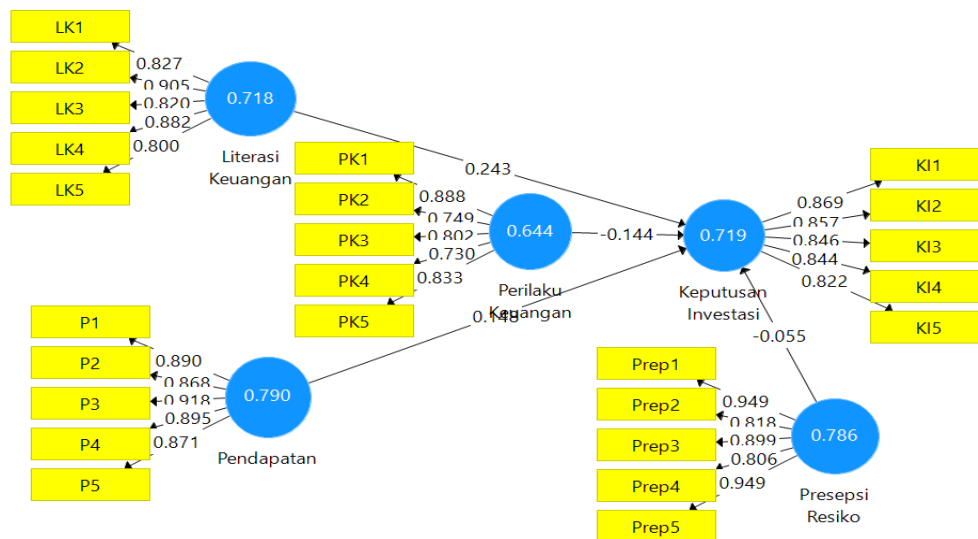 LK1
LK2
LK3
LK4
LK5
0.827
0.905
0.820
0.882
0.800
0.718
Literasi
Keuangan
0.243
PK1
PK2
PK3
PK4
PK5
0.888
0.749
0.802
0.730
0.833
0.644
Perilaku
Keuangan
-0.144
0.719
Keputusan
Investasi
0.869
0.857
0.846
0.844
0.822
KI1
KI2
KI3
KI4
KI5
P1
P2
P3
P4
P5
0.890
0.868
0.918
0.895
0.871
0.790
Pendapatan
-0.055
Prep1
Prep2
Prep3
Prep4
Prep5
0.949
0.818
0.899
0.806
0.949
0.786
Presepsi
Resiko